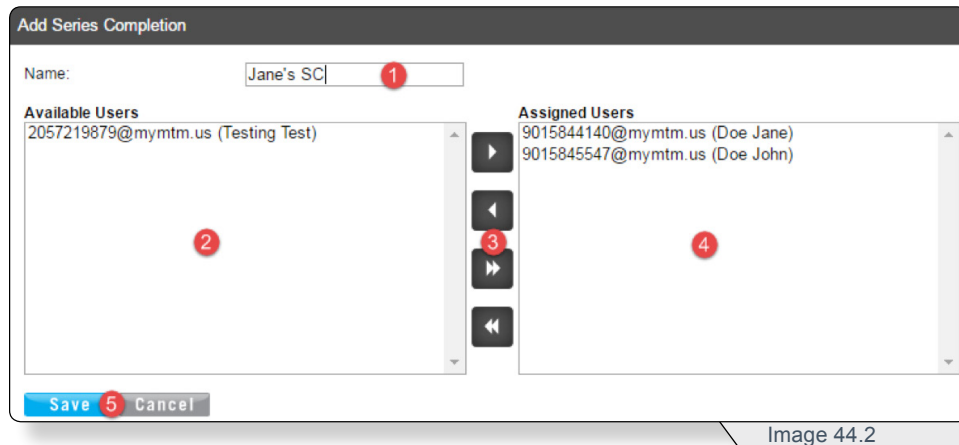 Add Series Completion
Name: Jane's SC 1
Available Users
2057219879@mymtm.us (Testing Test)
2
3
Assigned Users
9015844140@mymtm.us (Doe Jane)
9015845547@mymtm.us (Doe John)
4
Save 5 Cancel
Image 44.2